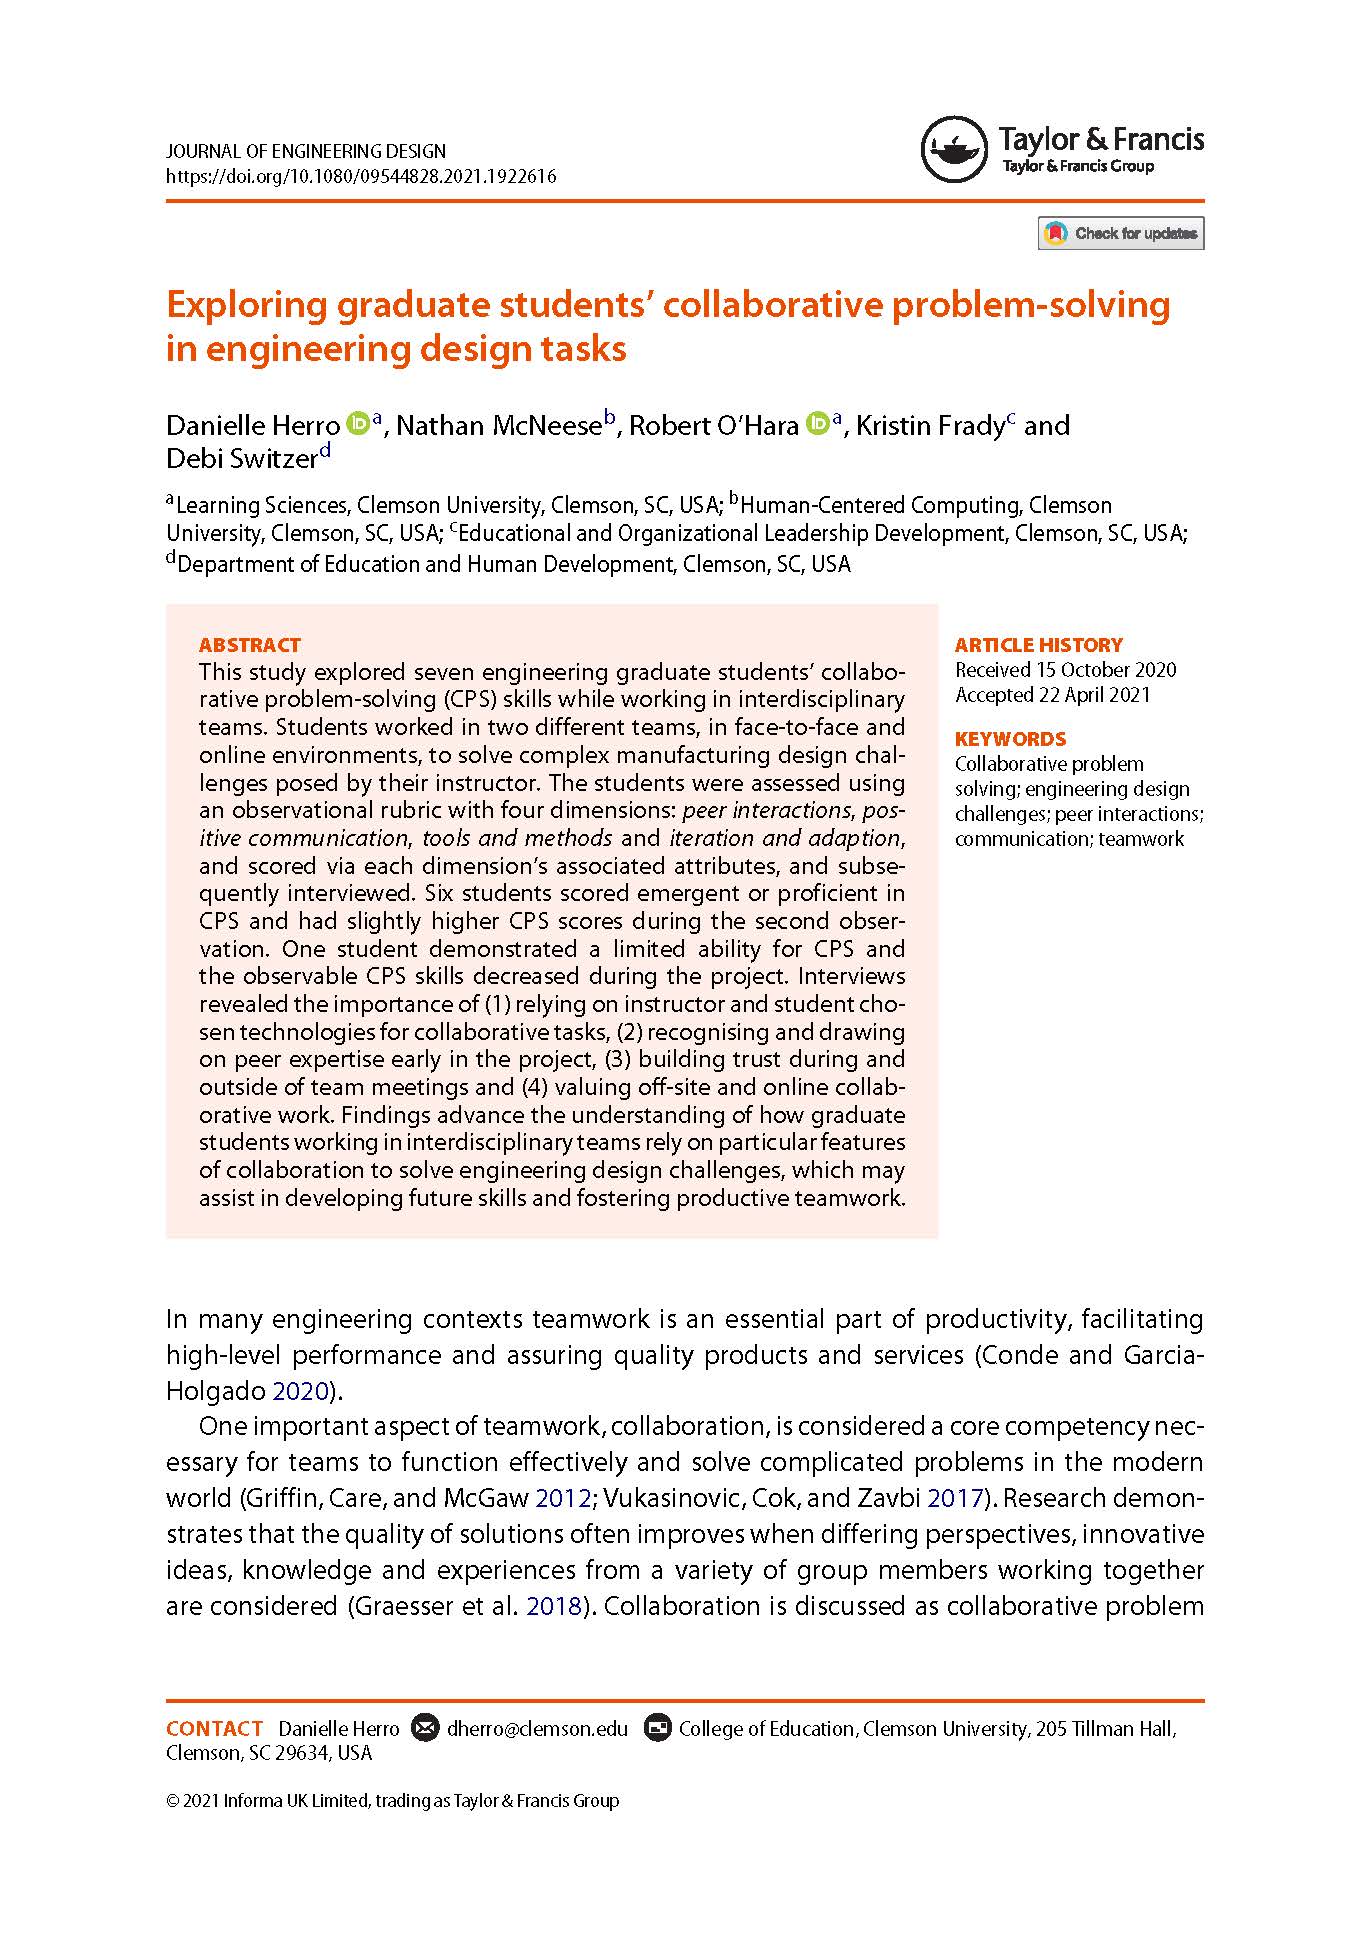 JOURNAL OF ENGINEERING DESIGN
https://doi.org/10.1080/09544828.2021.1922616
Taylor & Francis
Taylor & Francis Group
Check for updates
Exploring graduate students’ collaborative problem-solving
in engineering design tasks
Danielle Herro iD a, Nathan McNeese b, Robert O’Hara iD a, Kristin Frady c and
Debi Switzer d
a Learning Sciences, Clemson University, Clemson, SC, USA; b Human-Centered Computing, Clemson
University, Clemson, SC, USA; c Educational and Organizational Leadership Development, Clemson, SC, USA;
d Department of Education and Human Development, Clemson, SC, USA
ABSTRACT
This study explored seven engineering graduate students’ collabo-
rative problem-solving (CPS) skills while working in interdisciplinary
teams. Students worked in two different teams, in face-to-face and
online environments, to solve complex manufacturing design chal-
lenges posed by their instructor. The students were assessed using
an observational rubric with four dimensions: peer interactions, pos-
itive communication, tools and methods and iteration and adaption,
and scored via each dimension’s associated attributes, and subse-
quently interviewed. Six students scored emergent or proficient in
CPS and had slightly higher CPS scores during the second obser-
vation. One student demonstrated a limited ability for CPS and
the observable CPS skills decreased during the project. Interviews
revealed the importance of (1) relying on instructor and student cho-
sen technologies for collaborative tasks, (2) recognising and drawing
on peer expertise early in the project, (3) building trust during and
outside of team meetings and (4) valuing off-site and online collab-
orative work. Findings advance the understanding of how graduate
students working in interdisciplinary teams rely on particular features
of collaboration to solve engineering design challenges, which may
assist in developing future skills and fostering productive teamwork.
ARTICLE HISTORY
Received 15 October 2020
Accepted 22 April 2021
KEYWORDS
Collaborative problem
solving; engineering design
challenges; peer interactions;
communication; teamwork
In many engineering contexts teamwork is an essential part of productivity, facilitating
high-level performance and assuring quality products and services (Conde and Garcia-
Holgado 2020).
One important aspect of teamwork, collaboration, is considered a core competency nec-
essary for teams to function effectively and solve complicated problems in the modern
world (Griffin, Care, and McGaw 2012; Vukasinovic, Cok, and Zavbi 2017). Research demon-
strates that the quality of solutions often improves when differing perspectives, innovative
ideas, knowledge and experiences from a variety of group members working together
are considered (Graesser et al. 2018). Collaboration is discussed as collaborative problem
CONTACT Danielle Herro dherro@clemson.edu College of Education, Clemson University, 205 Tillman Hall,
Clemson, SC 29634, USA
© 2021 Informa UK Limited, trading as Taylor & Francis Group